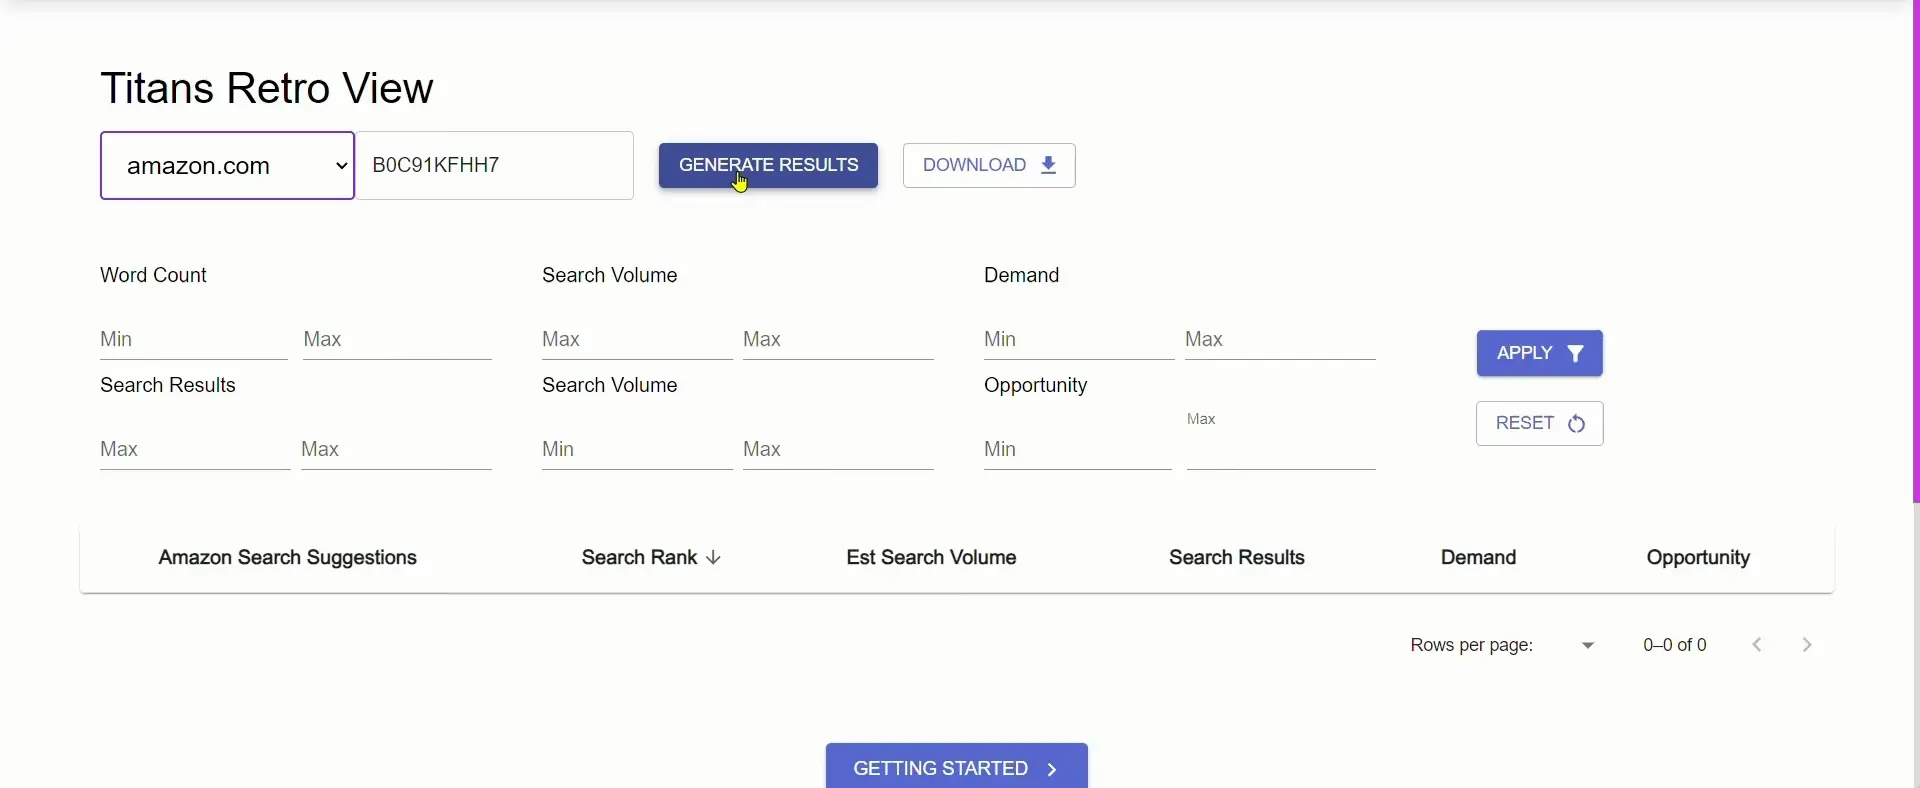 Titans Retro View
amazon.com B0C91KFHH7 GENERATE RESULTS DOWNLOAD
Word Count Search Volume Demand
Min Max Max Max Min Max APPLY
Search Results Search Volume Opportunity
Max Max Min Max Min Max RESET
Amazon Search Suggestions Search Rank Est Search Volume Search Results Demand Opportunity
Rows per page: 0–0 of 0
GETTING STARTED